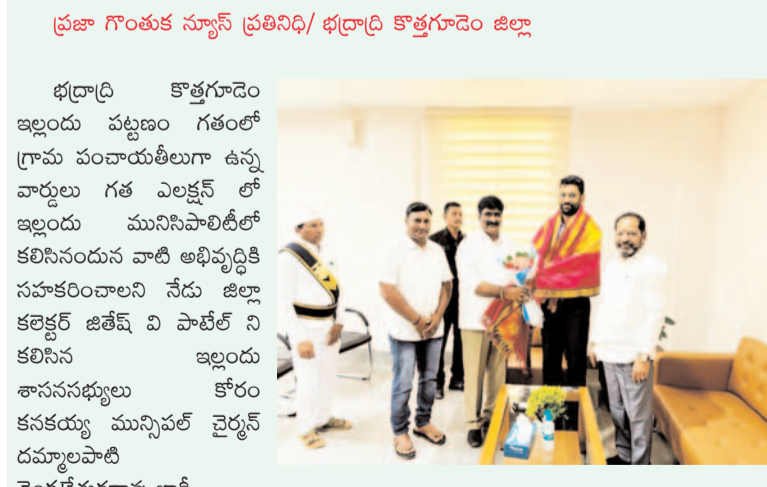 ప్రజా గొంతుక న్యూస్ ప్రతినిధి/ భద్రాద్రి కొత్తగూడెం జిల్లా
భద్రాద్రి కొత్తగూడెం
ఇల్లందు పట్టణం గతంలో
గ్రామ పంచాయతీలుగా ఉన్న
వార్డులు గత ఎలక్షన్ లో
ఇల్లందు మునిసిపాలిటీలో
కలిసినందున వాటి అభివృద్ధికి
సహకరించాలని నేడు జిల్లా
కలెక్టర్ జితేష్ వి పాటేల్ ని
కలిసిన ఇల్లందు
శాసనసభ్యులు కోరం
కనకయ్య మున్సిపల్ చైర్మన్
దమ్మాలపాటి